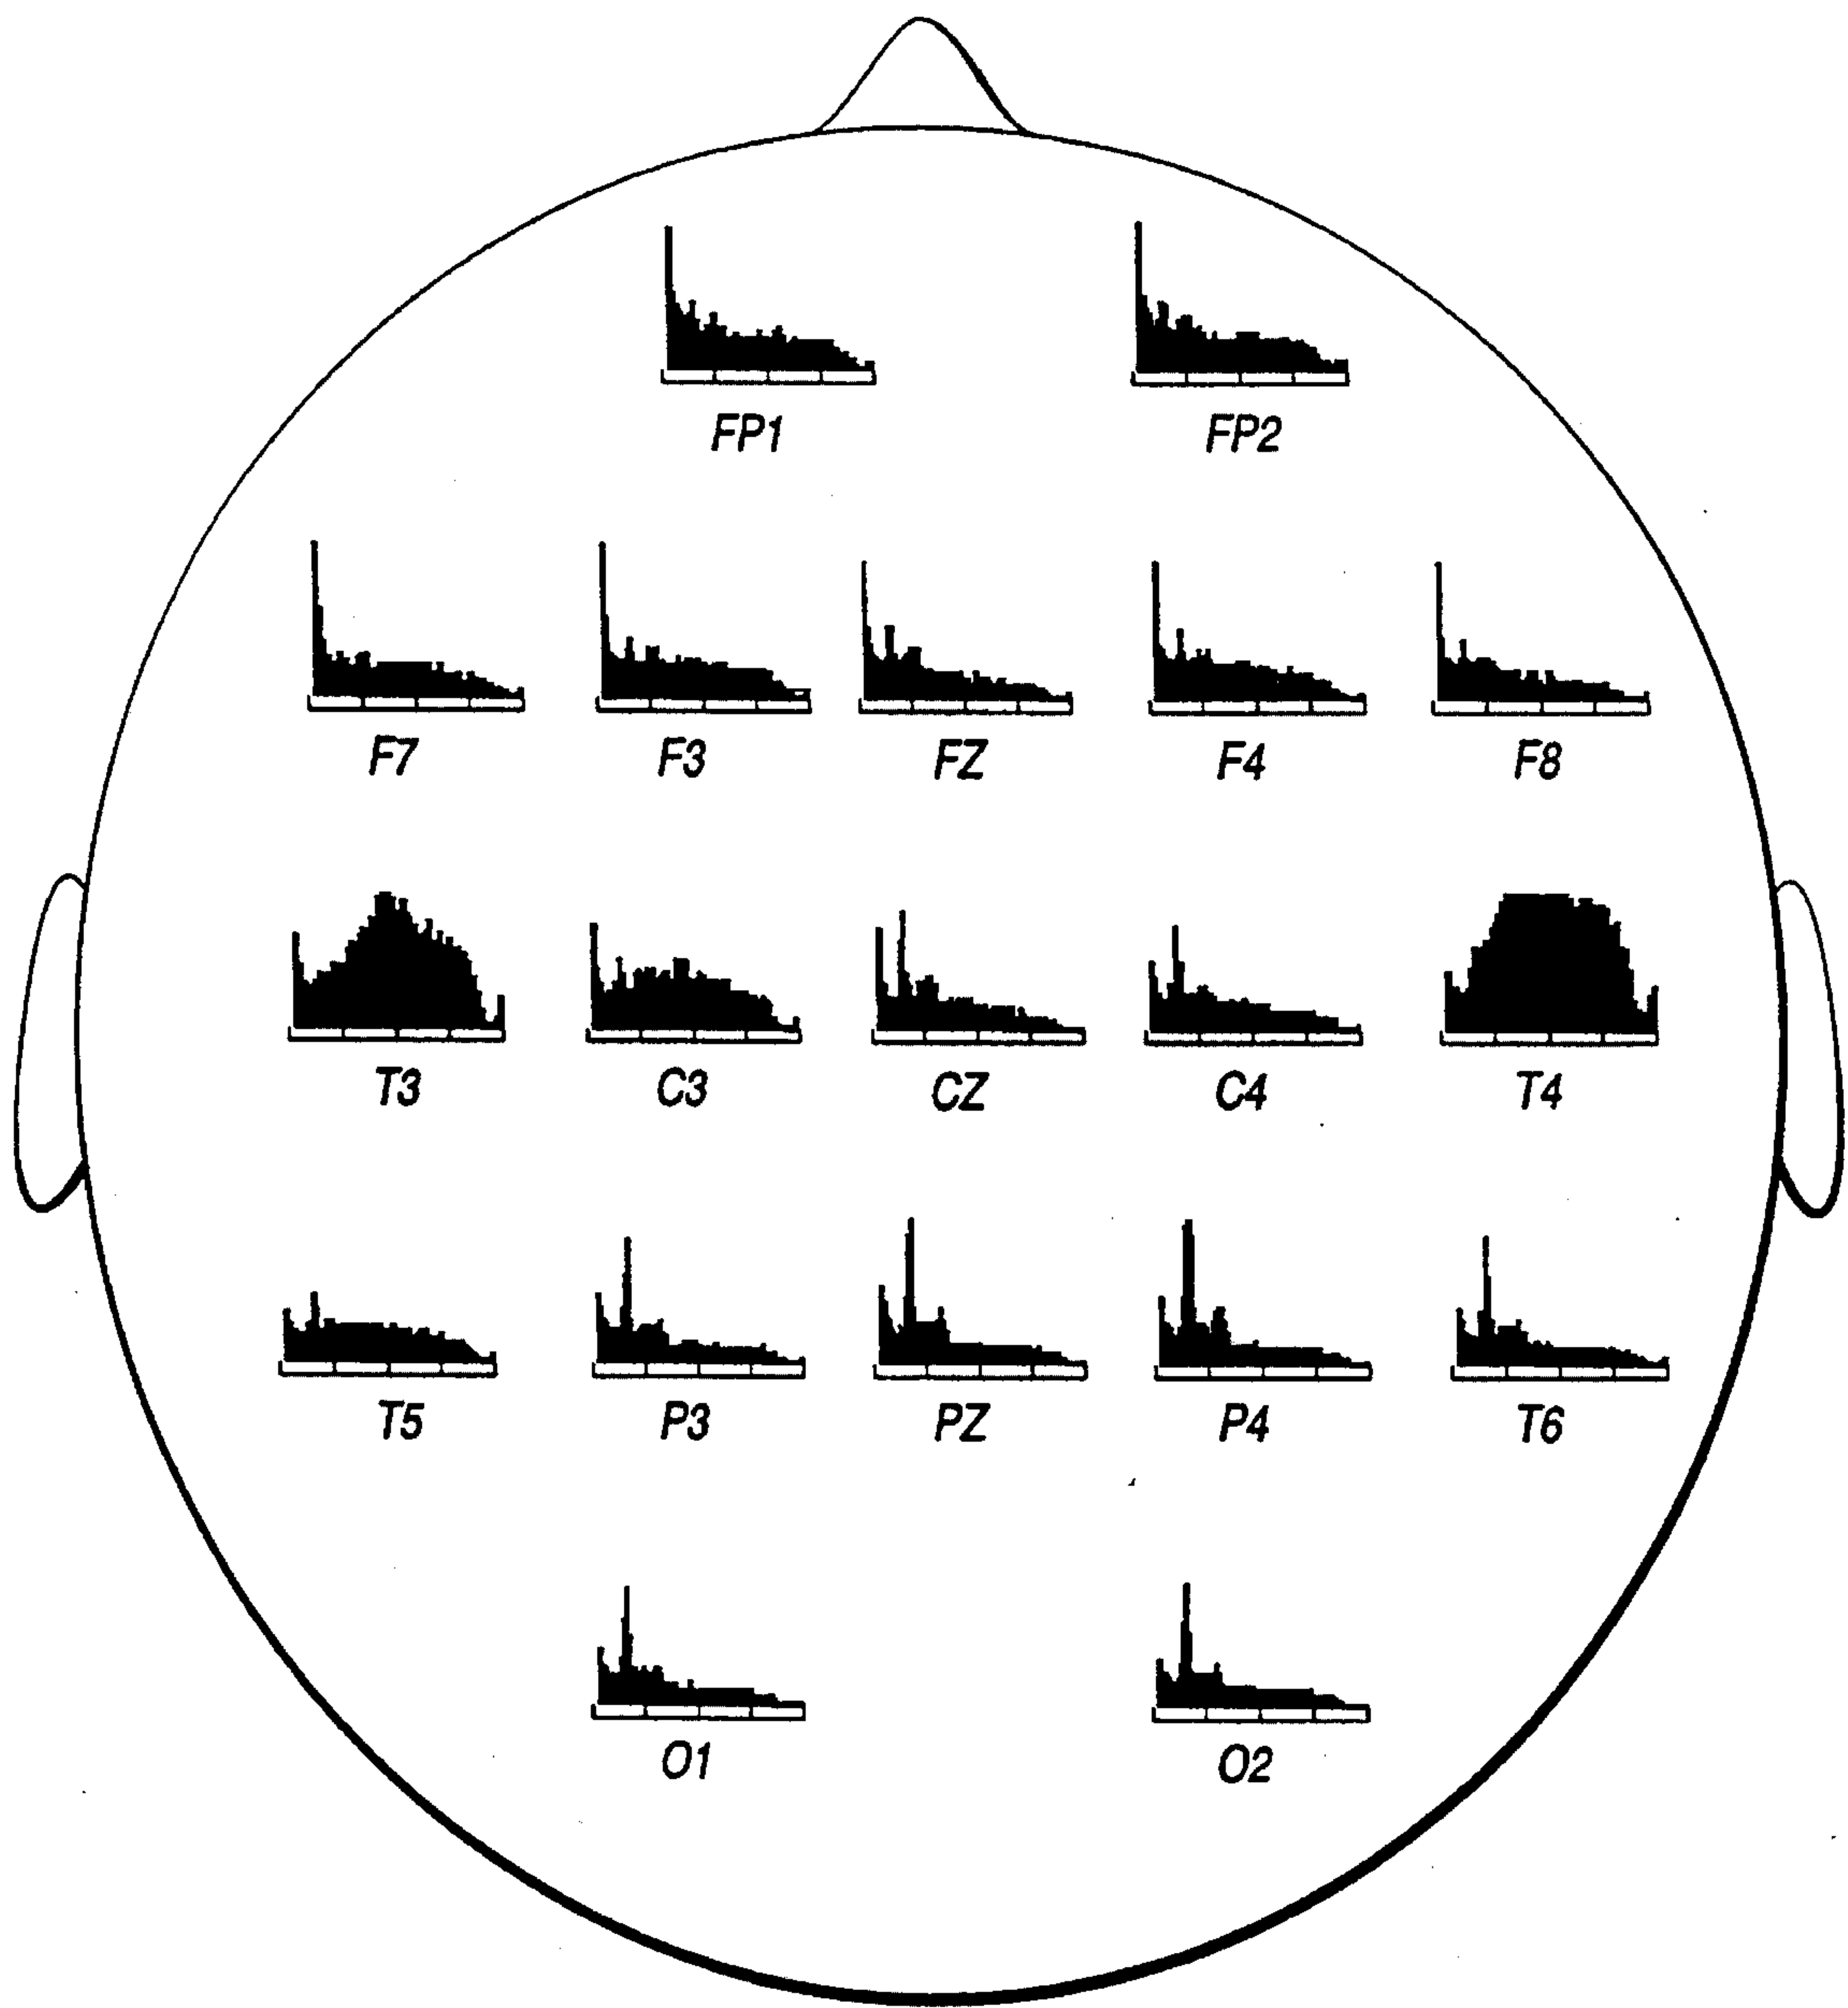 FP1 FP2
F7 F3 FZ F4 F8
T3 C3 CZ C4 T4
T5 P3 PZ P4 T6
O1 O2